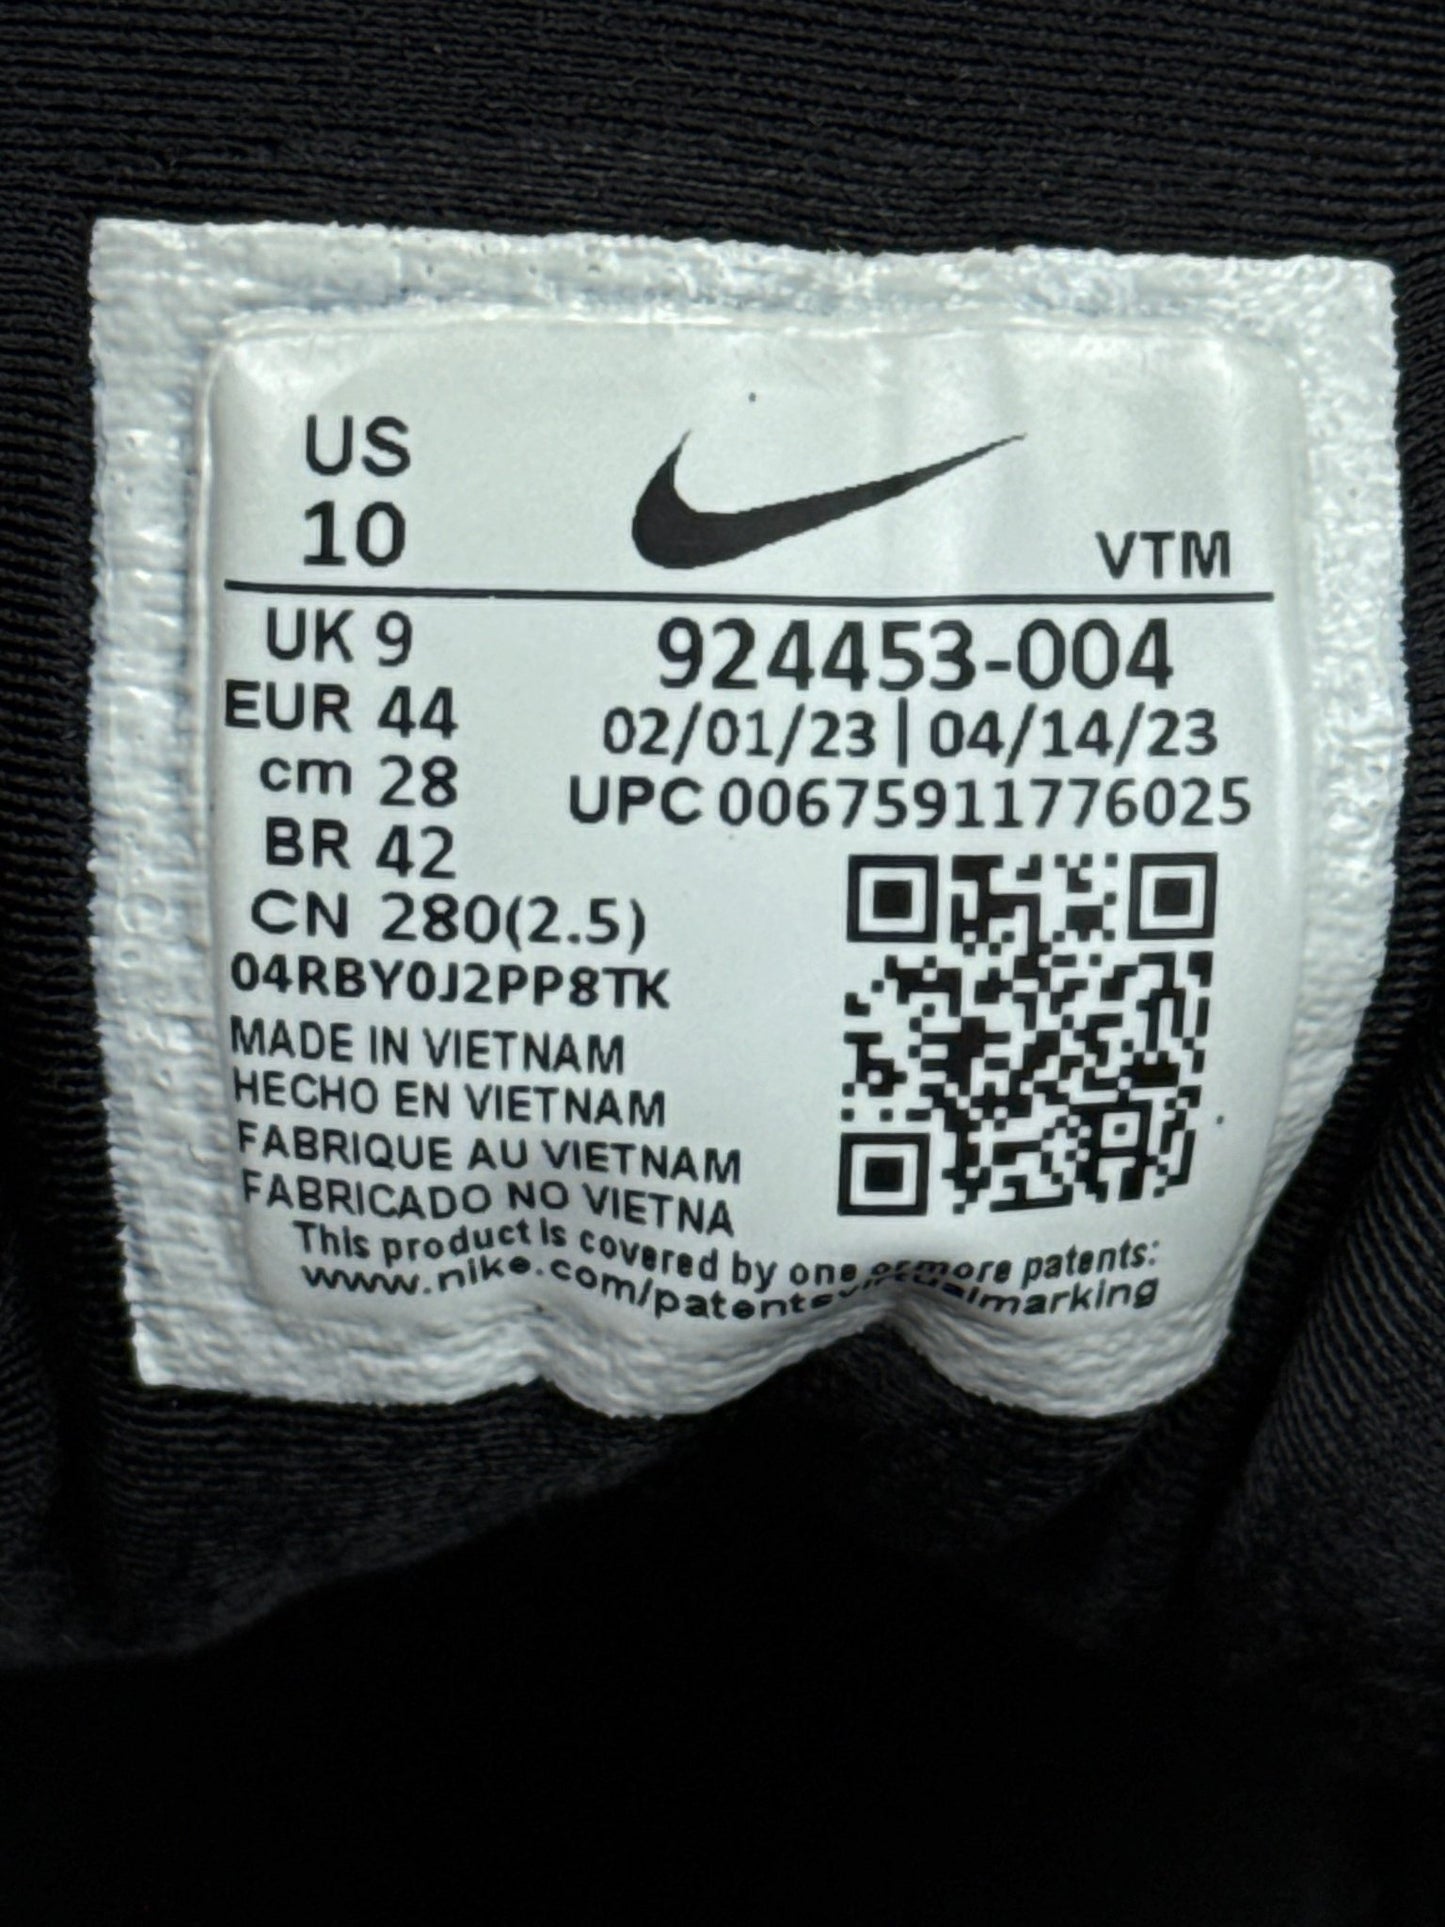 US
10
VTM
UK 9
EUR 44
cm 28
BR 42
CN 280(2.5)
924453-004
02/01/23 | 04/14/23
UPC 00675911776025
04RBY0J2PP8TK
MADE IN VIETNAM
HECHO EN VIETNAM
FABRIQUE AU VIETNAM
FABRICADO NO VIETNA
This product is covered by one or more patents:
www.nike.com/patentsvirtualmarking